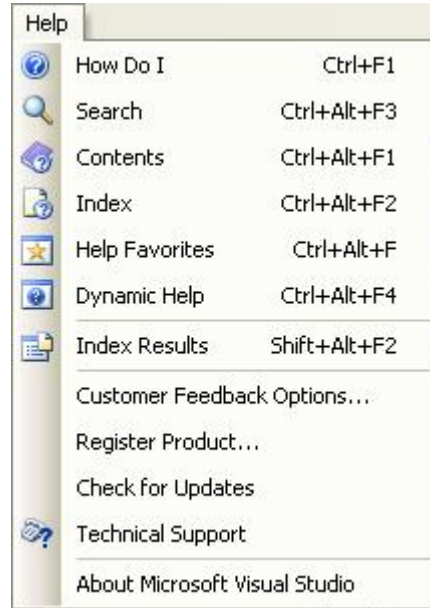 Help
How Do I Ctrl+F1
Search Ctrl+Alt+F3
Contents Ctrl+Alt+F1
Index Ctrl+Alt+F2
Help Favorites Ctrl+Alt+F
Dynamic Help Ctrl+Alt+F4
Index Results Shift+Alt+F2
Customer Feedback Options...
Register Product...
Check for Updates
Technical Support
About Microsoft Visual Studio